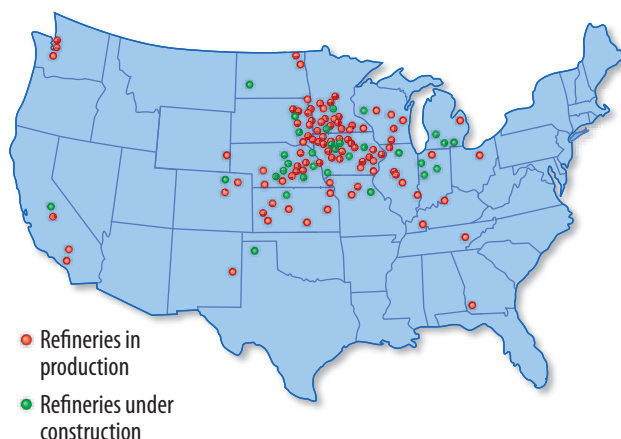 Refineries in
production
Refineries under
construction